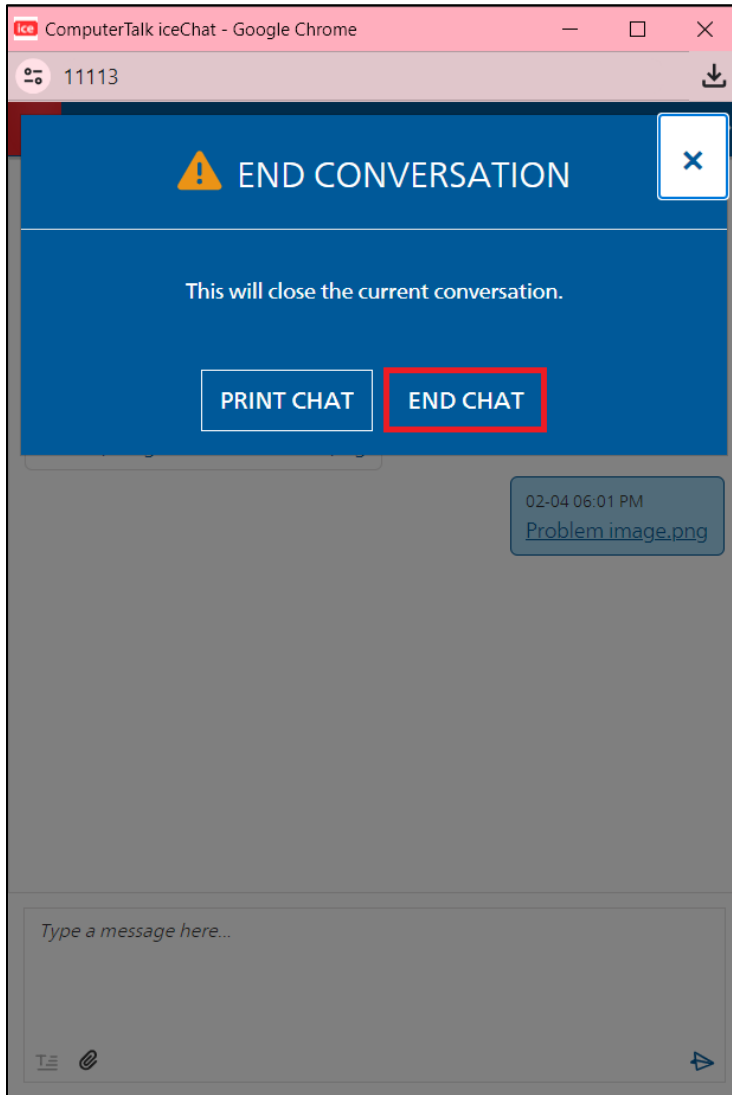 ice ComputerTalk iceChat - Google Chrome
11113
END CONVERSATION
This will close the current conversation.
PRINT CHAT END CHAT
02-04 06:01 PM
Problem image.png
Type a message here...